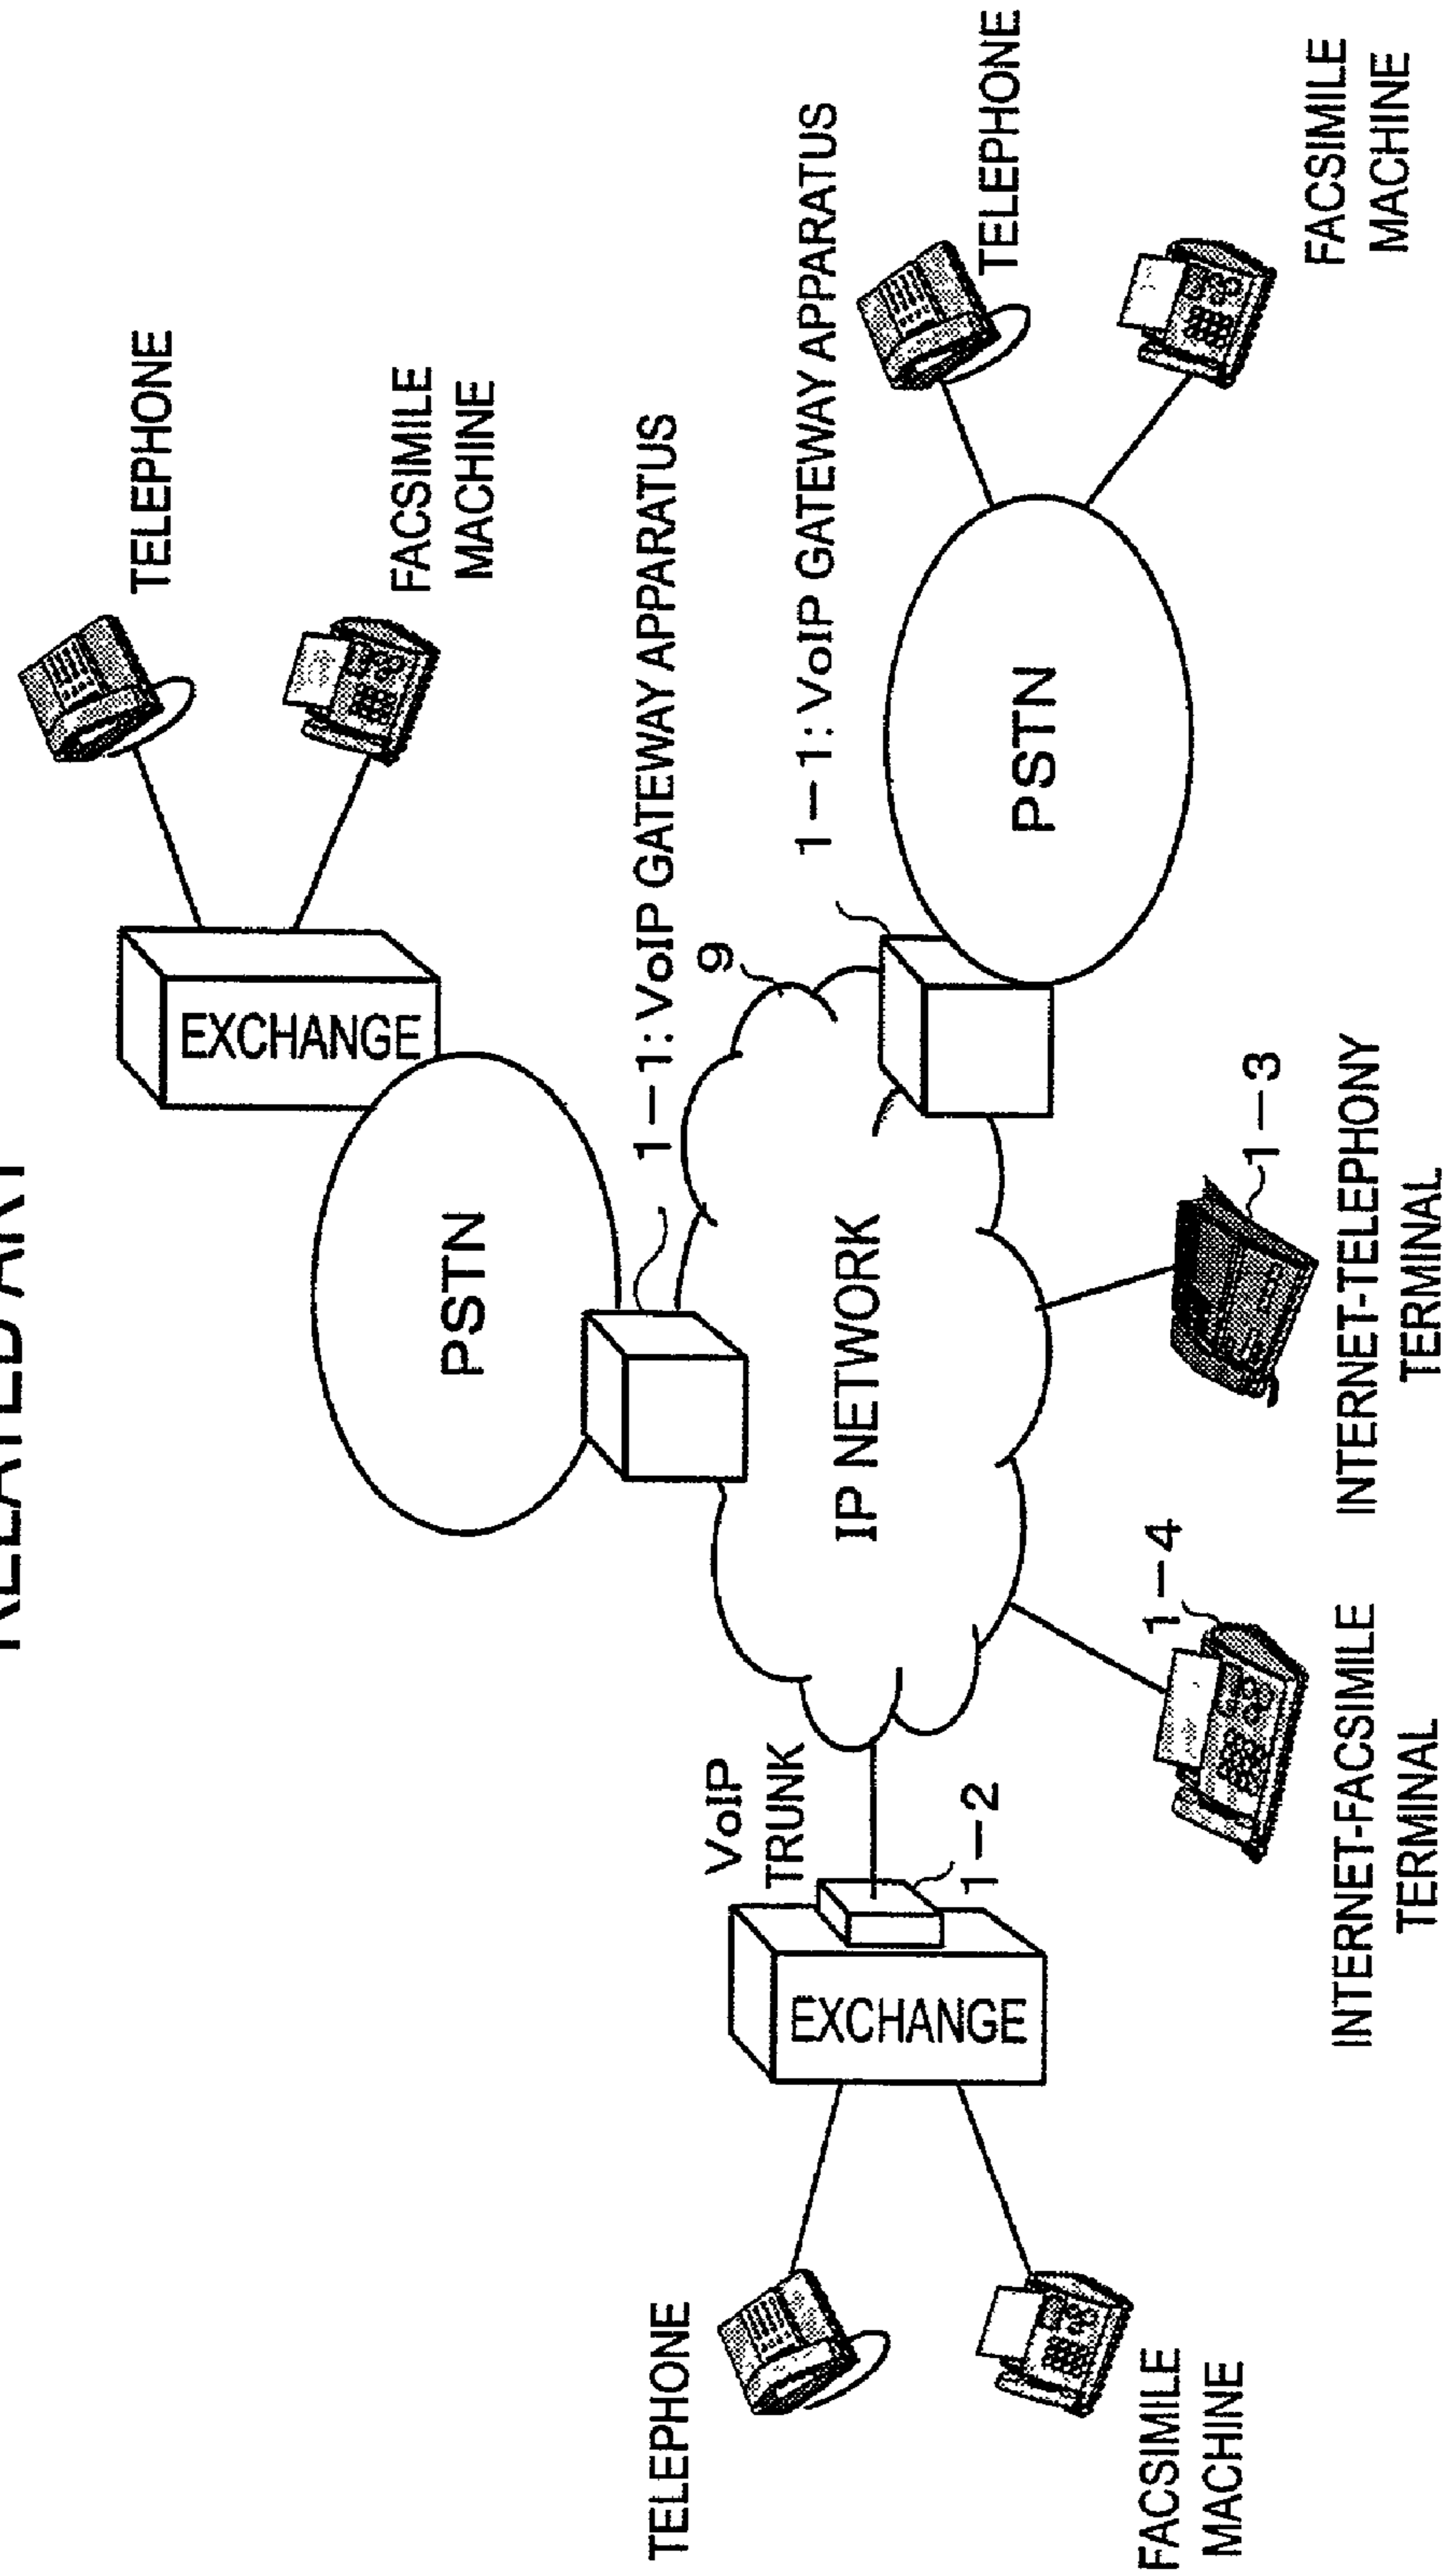 RELATED ART
TELEPHONE
FACSIMILE
MACHINE
EXCHANGE
PSTN
1-1: VoIP GATEWAY APPARATUS
9
1-1: VoIP GATEWAY APPARATUS
TELEPHONE
PSTN
FACSIMILE
MACHINE
IP NETWORK
VoIP
TRUNK
1-2
EXCHANGE
TELEPHONE
FACSIMILE
MACHINE
1-4
INTERNET-FACSIMILE
TERMINAL
1-3
INTERNET-TELEPHONY
TERMINAL